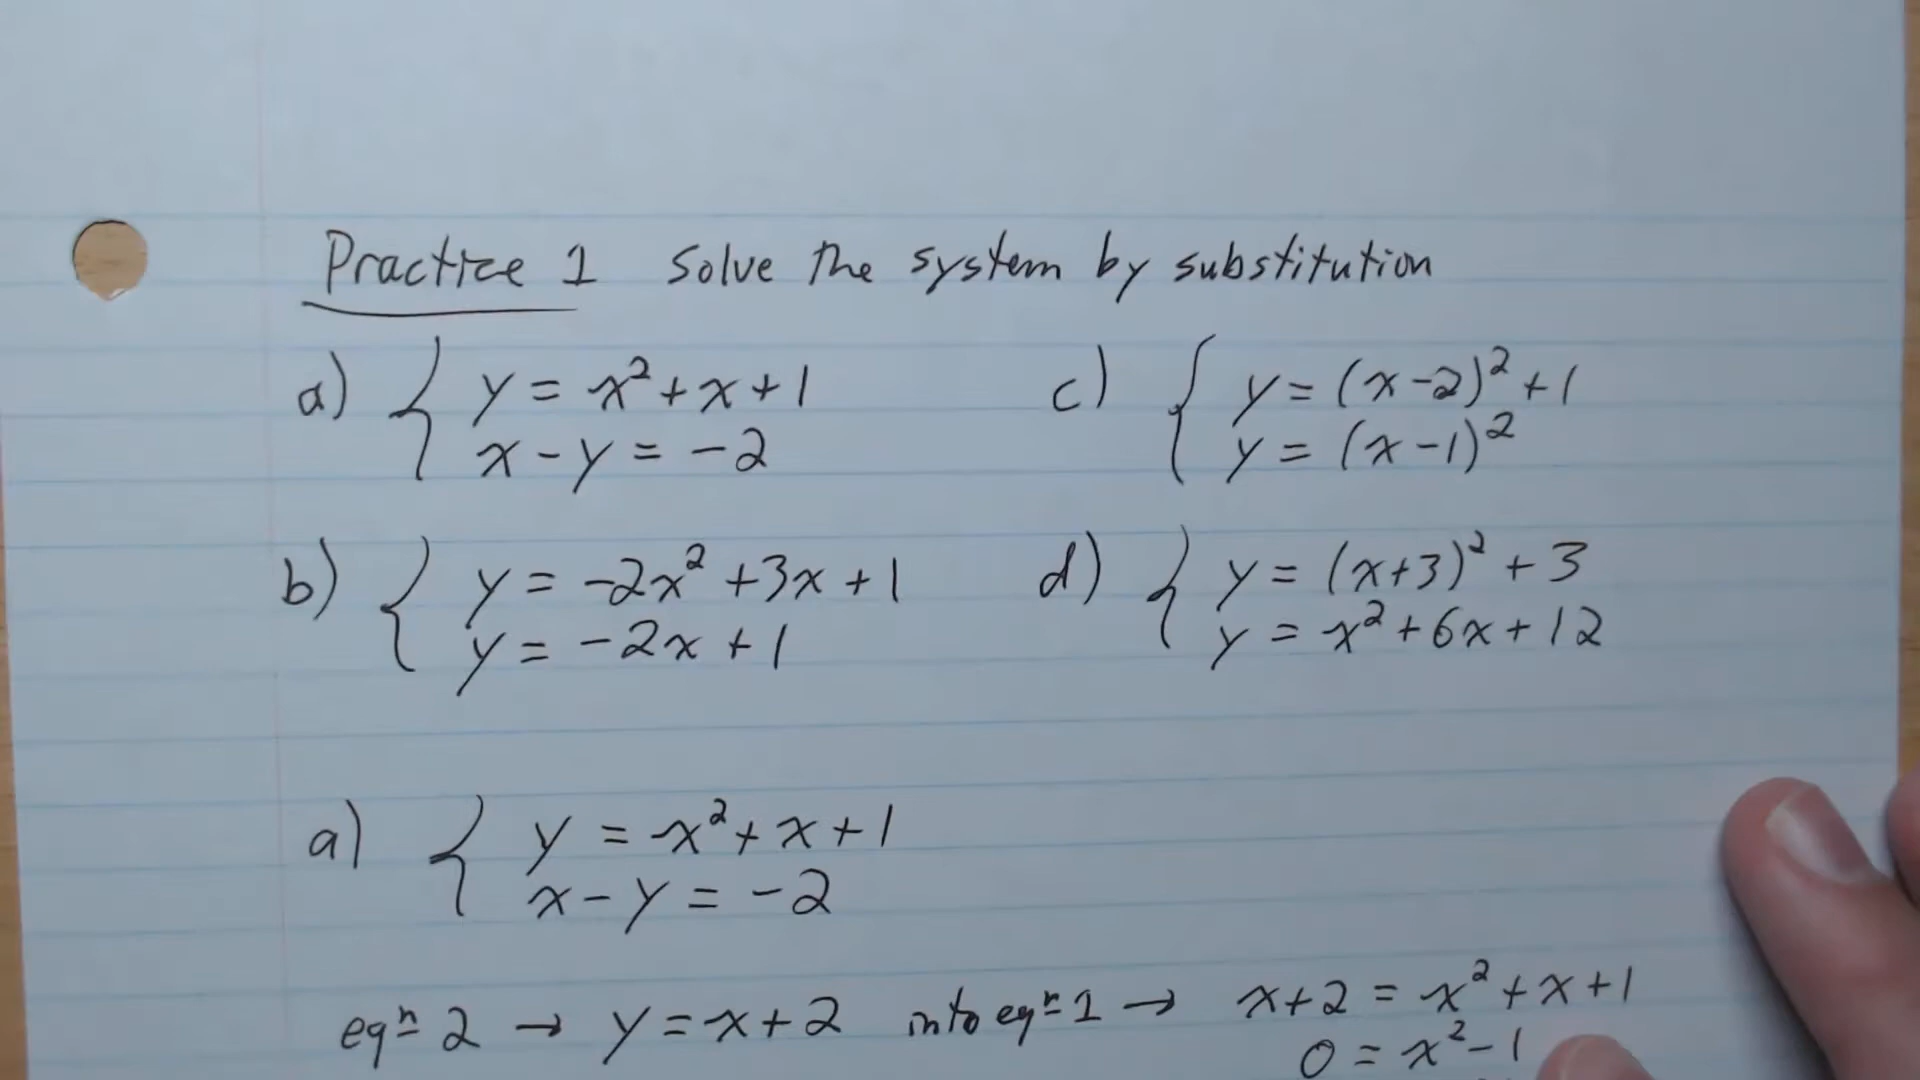 Practice 1 Solve the system by substitution
a) { y = x² + x + 1
x - y = -2
c) { y = (x-2)² + 1
y = (x-1)²
b) { y = -2x² + 3x + 1
y = -2x + 1
d) { y = (x+3)² + 3
y = x² + 6x + 12
a) { y = x² + x + 1
x - y = -2
eqⁿ 2 → y = x + 2 into eqⁿ 1 → x + 2 = x² + x + 1
0 = x² - 1